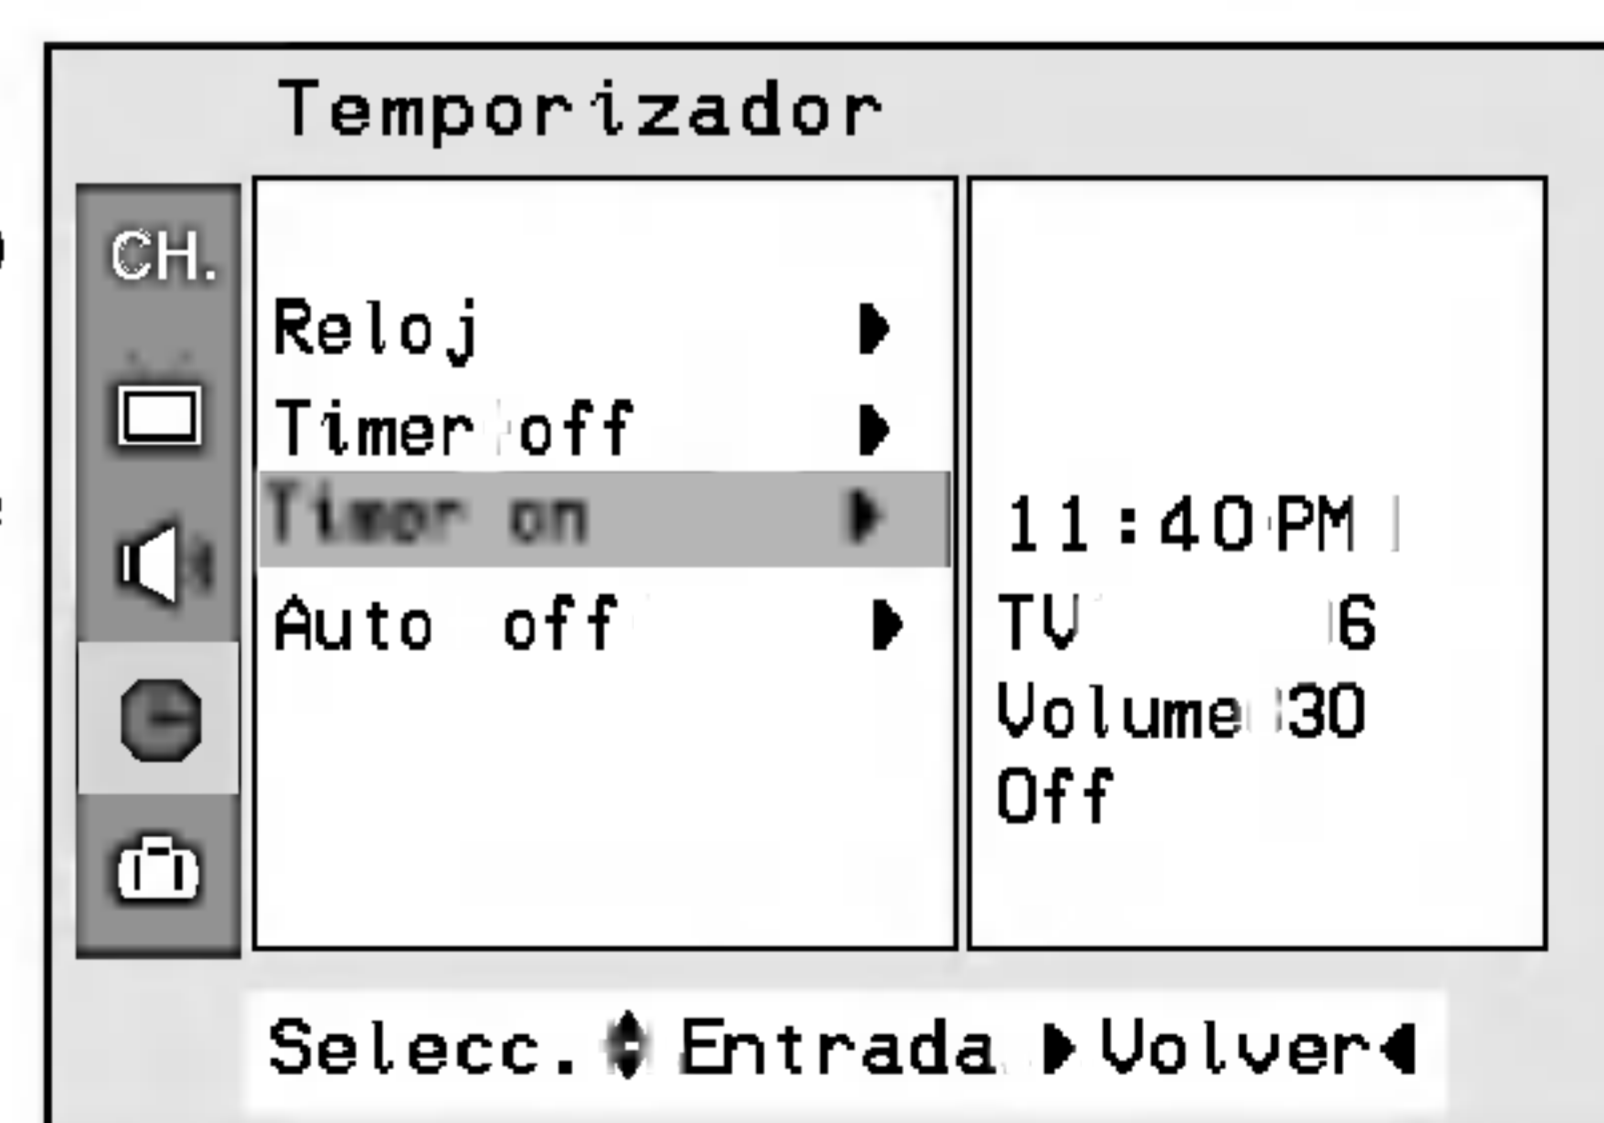 Temporizador
CH.
Reloj
Timer off
Timer on
Auto off
11:40 PM
TV 6
Volume 30
Off
Selecc. Entrada Volver